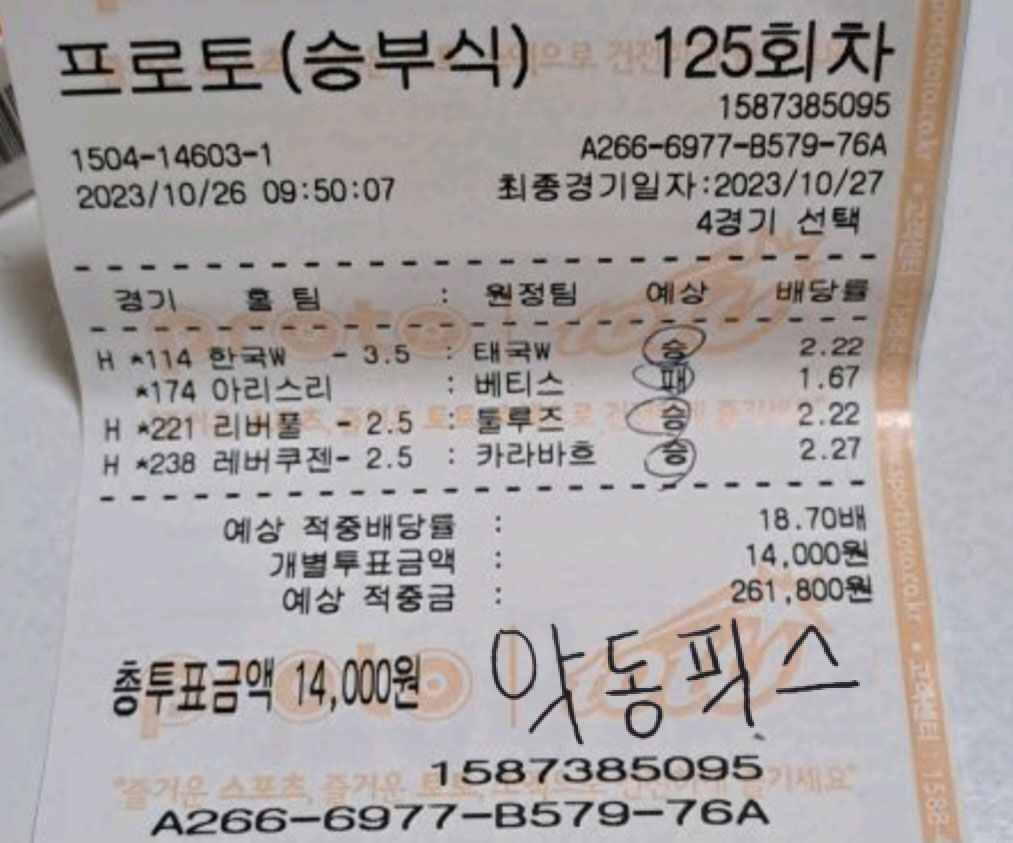 프로토(승부식) 125회차
1587385095
1504-14603-1 A266-6977-B579-76A
2023/10/26 09:50:07 최종경기일자:2023/10/27
4경기 선택
경기 홈 팀 : 원정팀 예상 배당률
H *114 한국W - 3.5 : 태국W 승 2.22
*174 아리스리 : 베티스 패 1.67
H *221 리버풀 - 2.5 : 툴루즈 승 2.22
H *238 레버쿠젠- 2.5 : 카라바흐 승 2.27
예상 적중배당률 : 18.70배
개별투표금액 : 14,000원
예상 적중금 : 261,800원
총투표금액 14,000원 악동픽스
1587385095
A266-6977-B579-76A
proto
sportstoto.co.kr